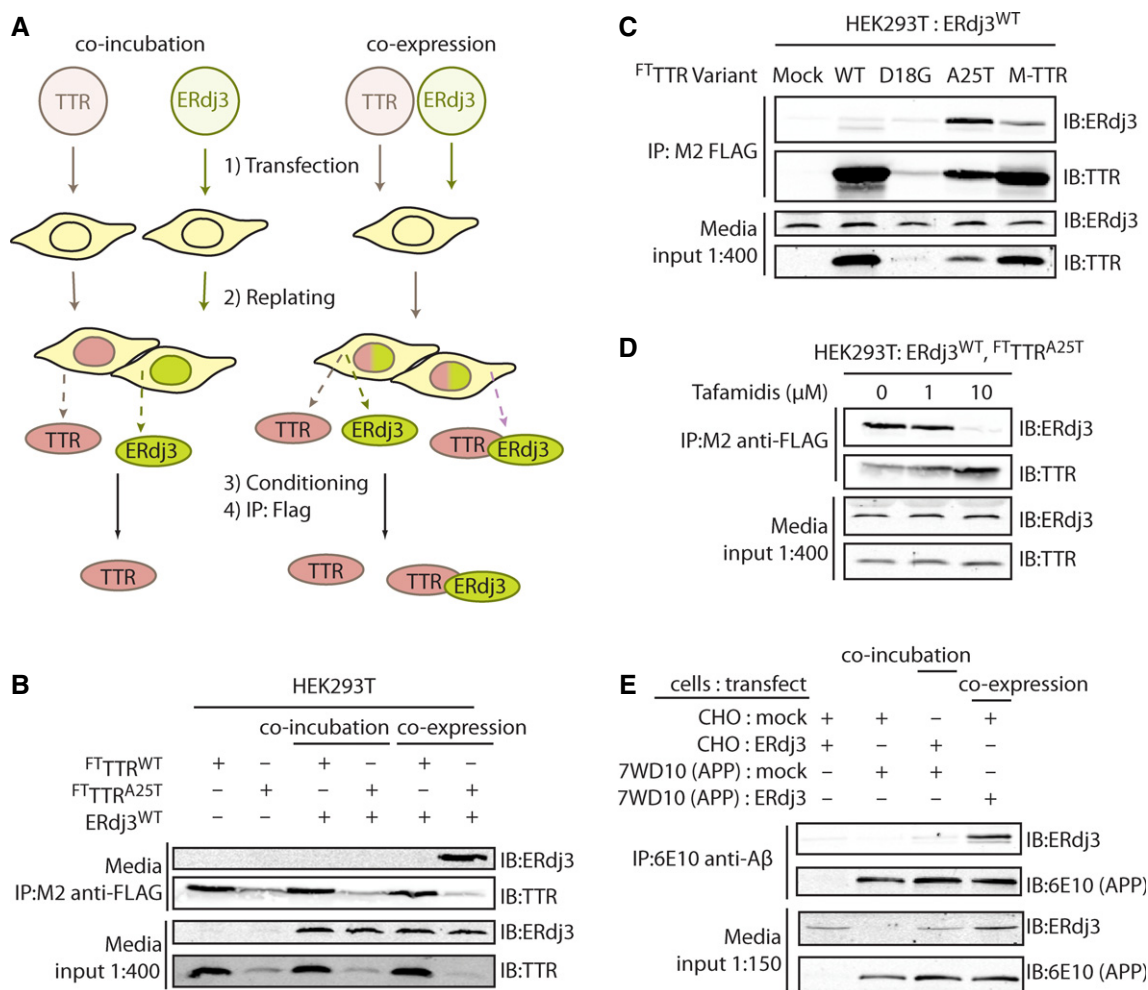 A
co-incubation
co-expression
TTR
ERdj3
TTR
ERdj3
1) Transfection
2) Replating
TTR
ERdj3
TTR
ERdj3
TTR
ERdj3
3) Conditioning
4) IP: Flag
TTR
TTR
TTR
ERdj3
B
HEK293T
co-incubation co-expression
FTTTRWT + – + – + –
FTTTRA25T – + – + – +
ERdj3WT – – + + + +
Media
IP:M2 anti-FLAG
IB:ERdj3
IB:TTR
Media
input 1:400
IB:ERdj3
IB:TTR
C
HEK293T : ERdj3WT
FTTTR Variant Mock WT D18G A25T M-TTR
IP: M2 FLAG
IB:ERdj3
IB:TTR
Media
input 1:400
IB:ERdj3
IB:TTR
D
HEK293T: ERdj3WT, FTTTRA25T
Tafamidis (µM) 0 1 10
IP:M2 anti-FLAG
IB:ERdj3
IB:TTR
Media
input 1:400
IB:ERdj3
IB:TTR
E
co-incubation
cells : transfect
co-expression
CHO : mock + + – +
CHO : ERdj3 + – + –
7WD10 (APP) : mock – + + –
7WD10 (APP) : ERdj3 – – – +
IP:6E10 anti-Aβ
IB:ERdj3
IB:6E10 (APP)
Media
input 1:150
IB:ERdj3
IB:6E10 (APP)